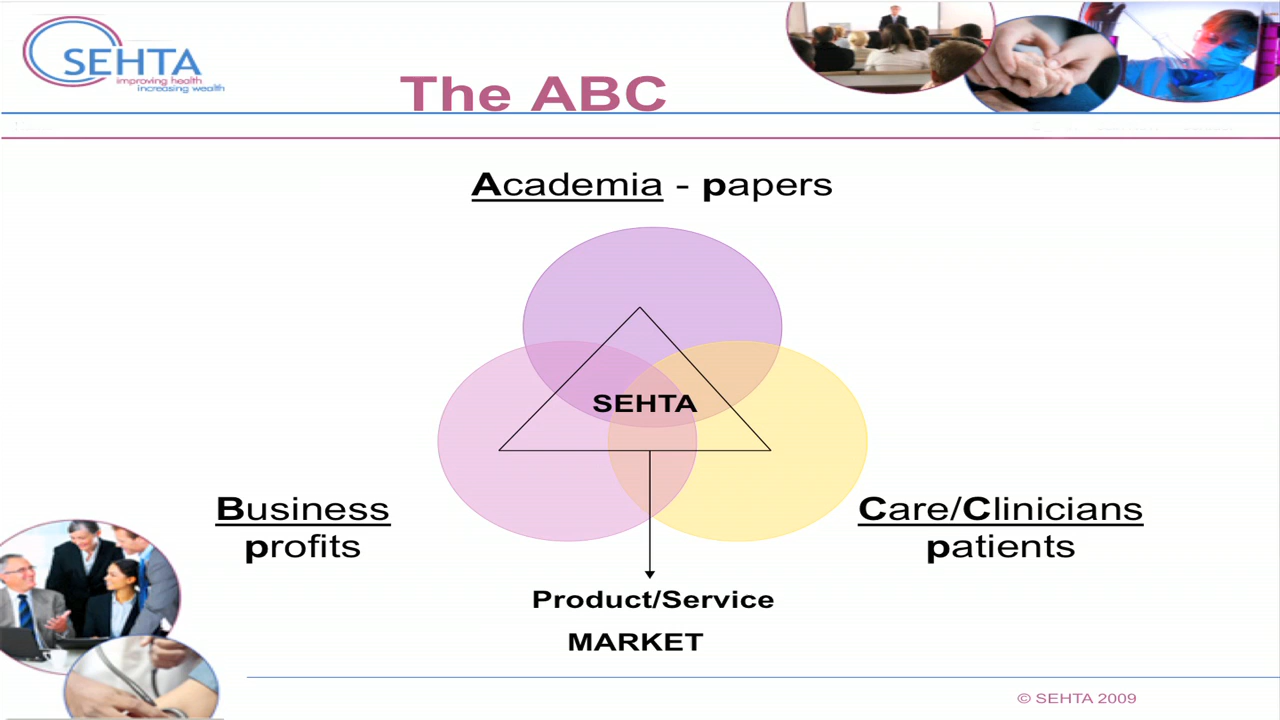 SEHTA
improving health
increasing wealth
The ABC
Academia - papers
SEHTA
Business
profits
Care/Clinicians
patients
Product/Service
MARKET
© SEHTA 2009